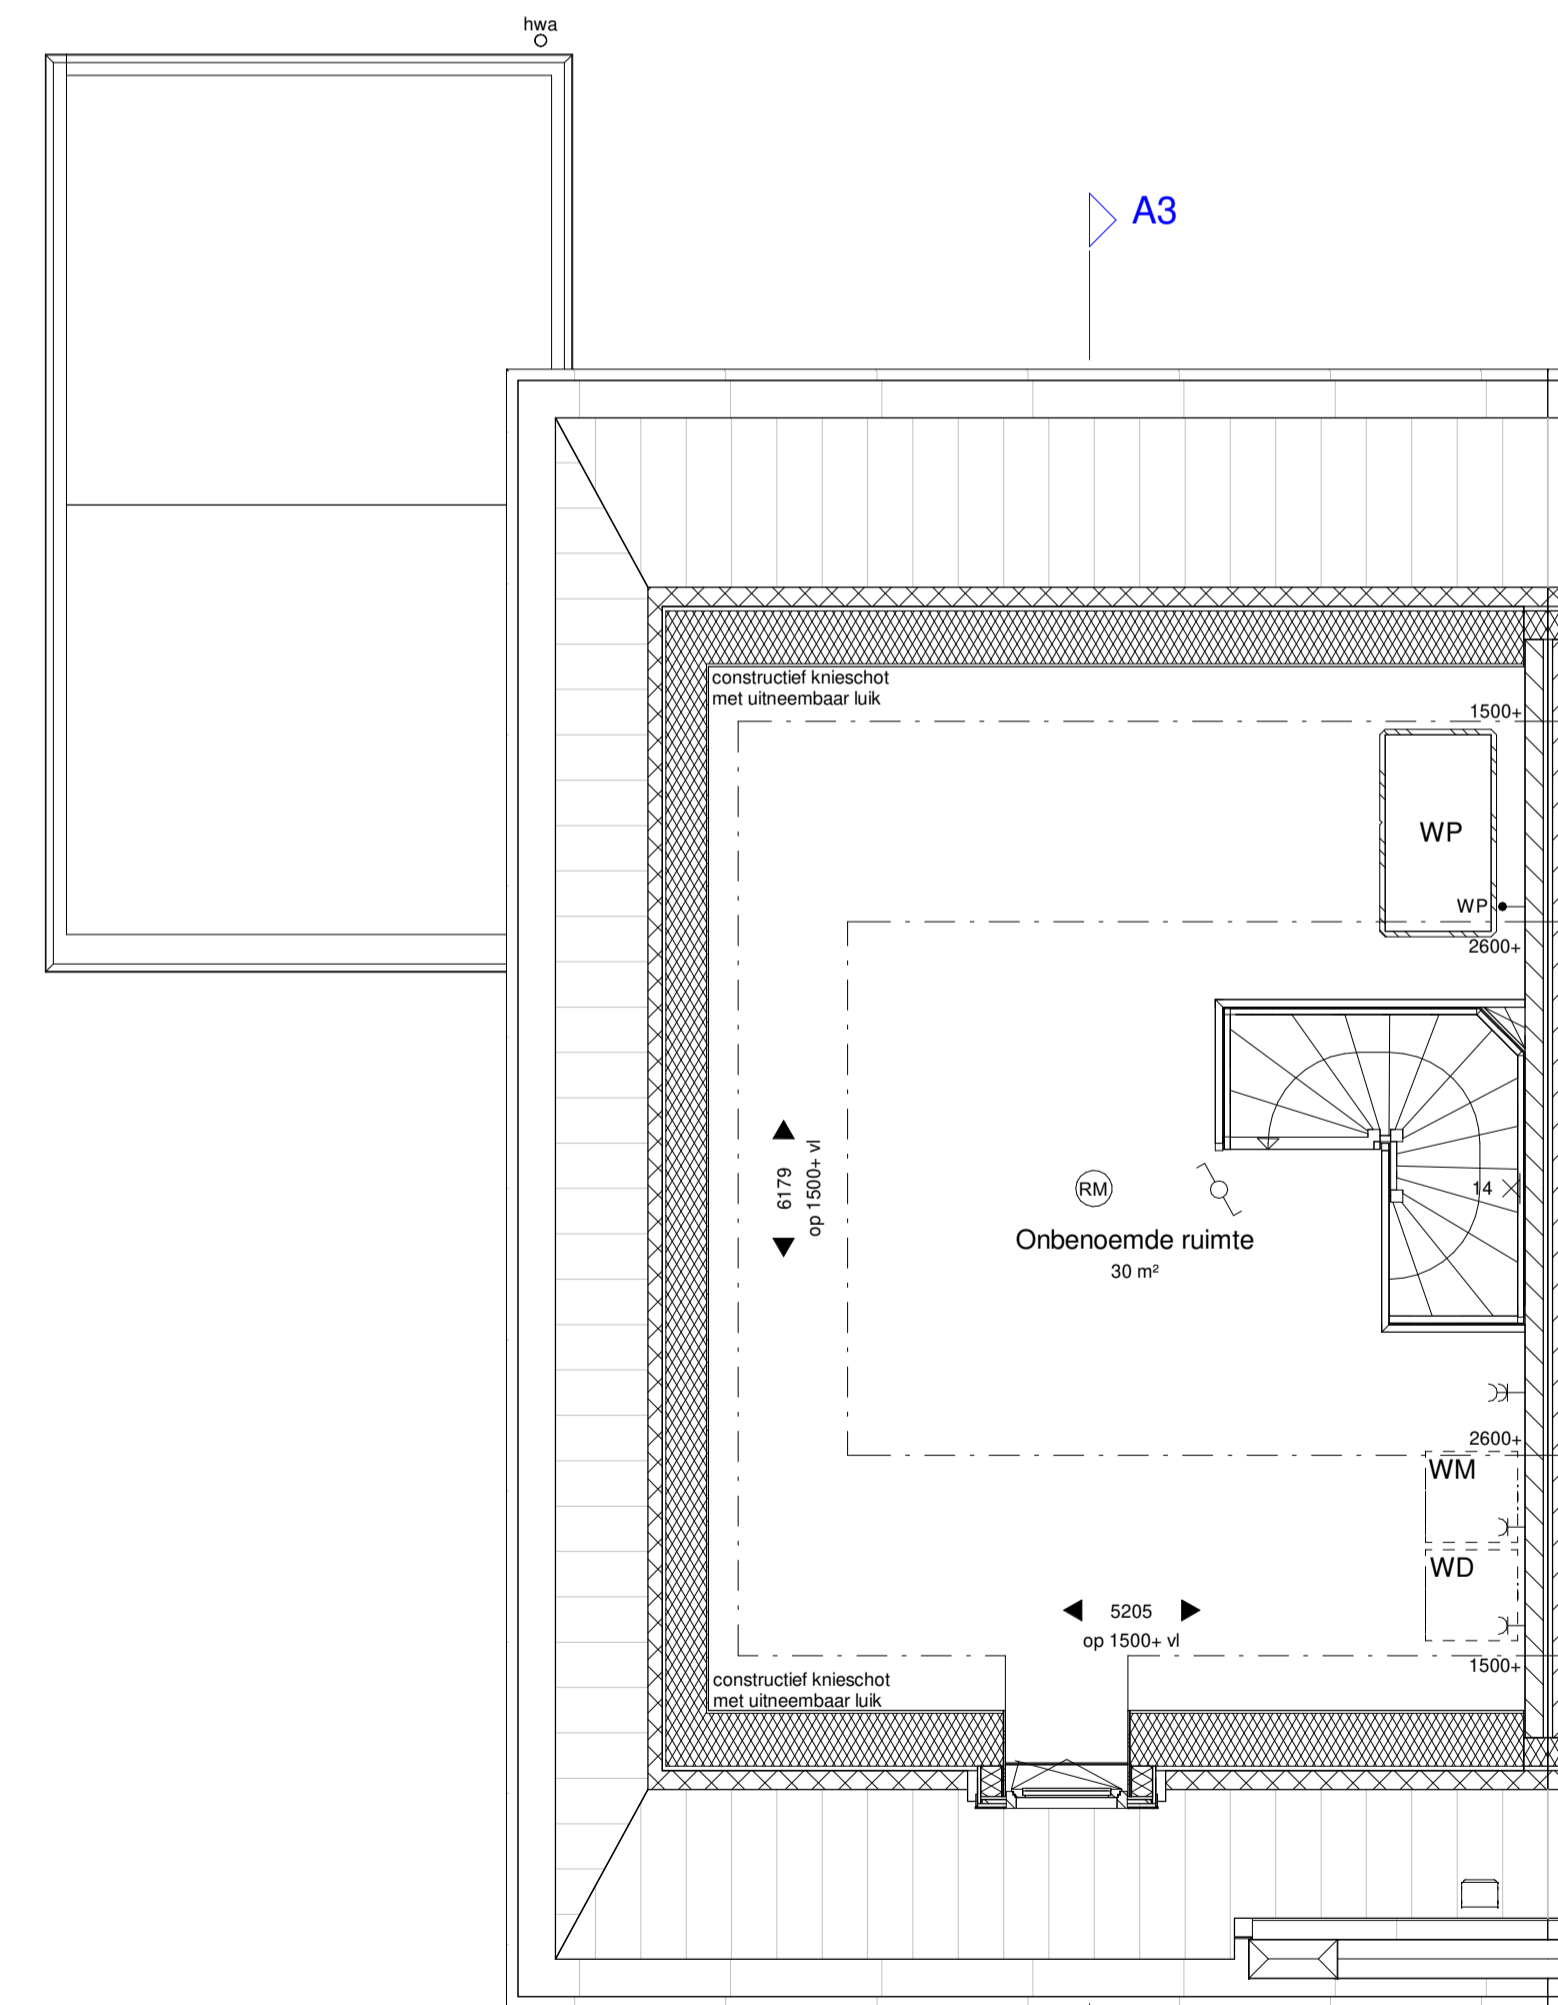 hwa
A3
constructief knieschot
met uitneembaar luik
1500+
WP
WP
2600+
6179
op 1500+ vl
RM
14
Onbenoemde ruimte
30 m²
2600+
WM
WD
5205
op 1500+ vl
1500+
constructief knieschot
met uitneembaar luik